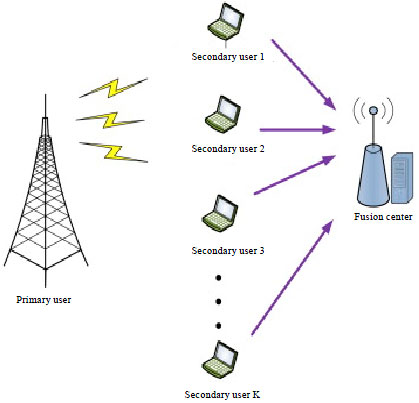 Secondary user 1
Secondary user 2
Fusion center
Secondary user 3
Primary user
Secondary user K